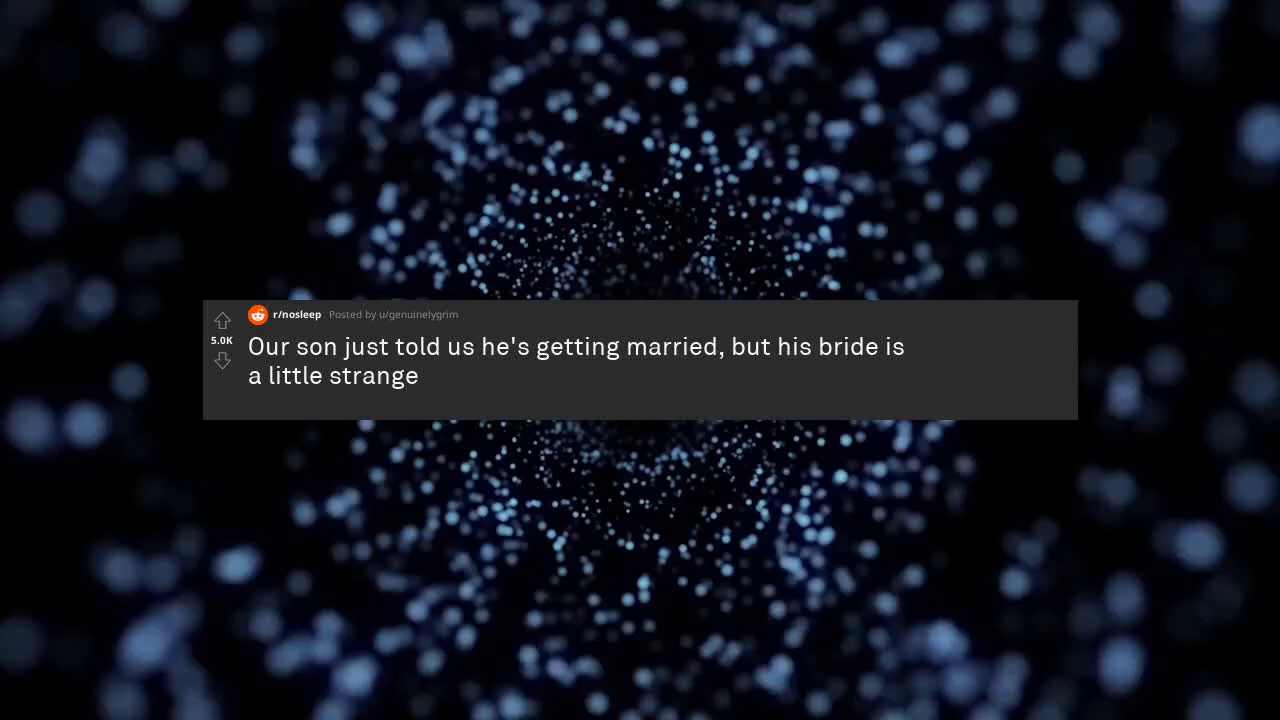 r/nosleep Posted by u/genuinelygrim
5.0K
Our son just told us he's getting married, but his bride is
a little strange